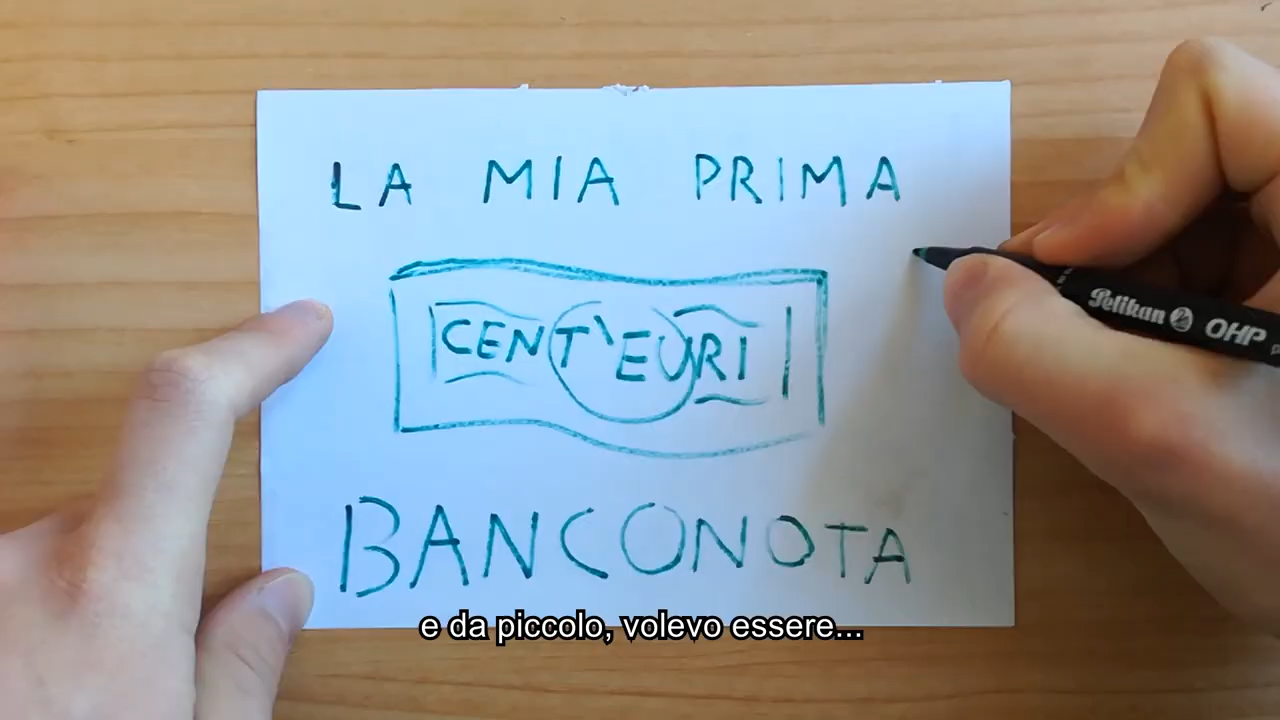 LA MIA PRIMA
CENT'EURI
Pelikan OHP
BANCONOTA
e da piccolo, volevo essere...